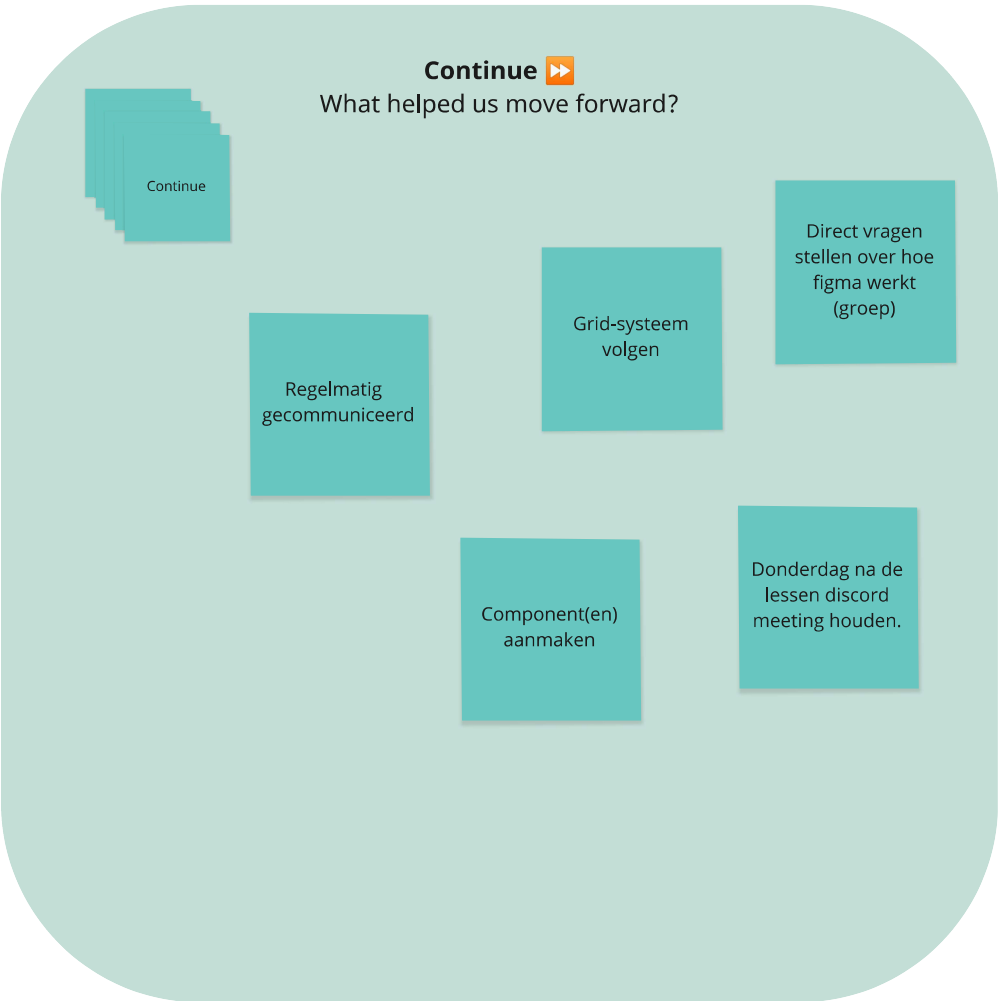 Continue ⏩
What helped us move forward?
Continue
Direct vragen
stellen over hoe
figma werkt
(groep)
Grid-systeem
volgen
Regelmatig
gecommuniceerd
Component(en)
aanmaken
Donderdag na de
lessen discord
meeting houden.